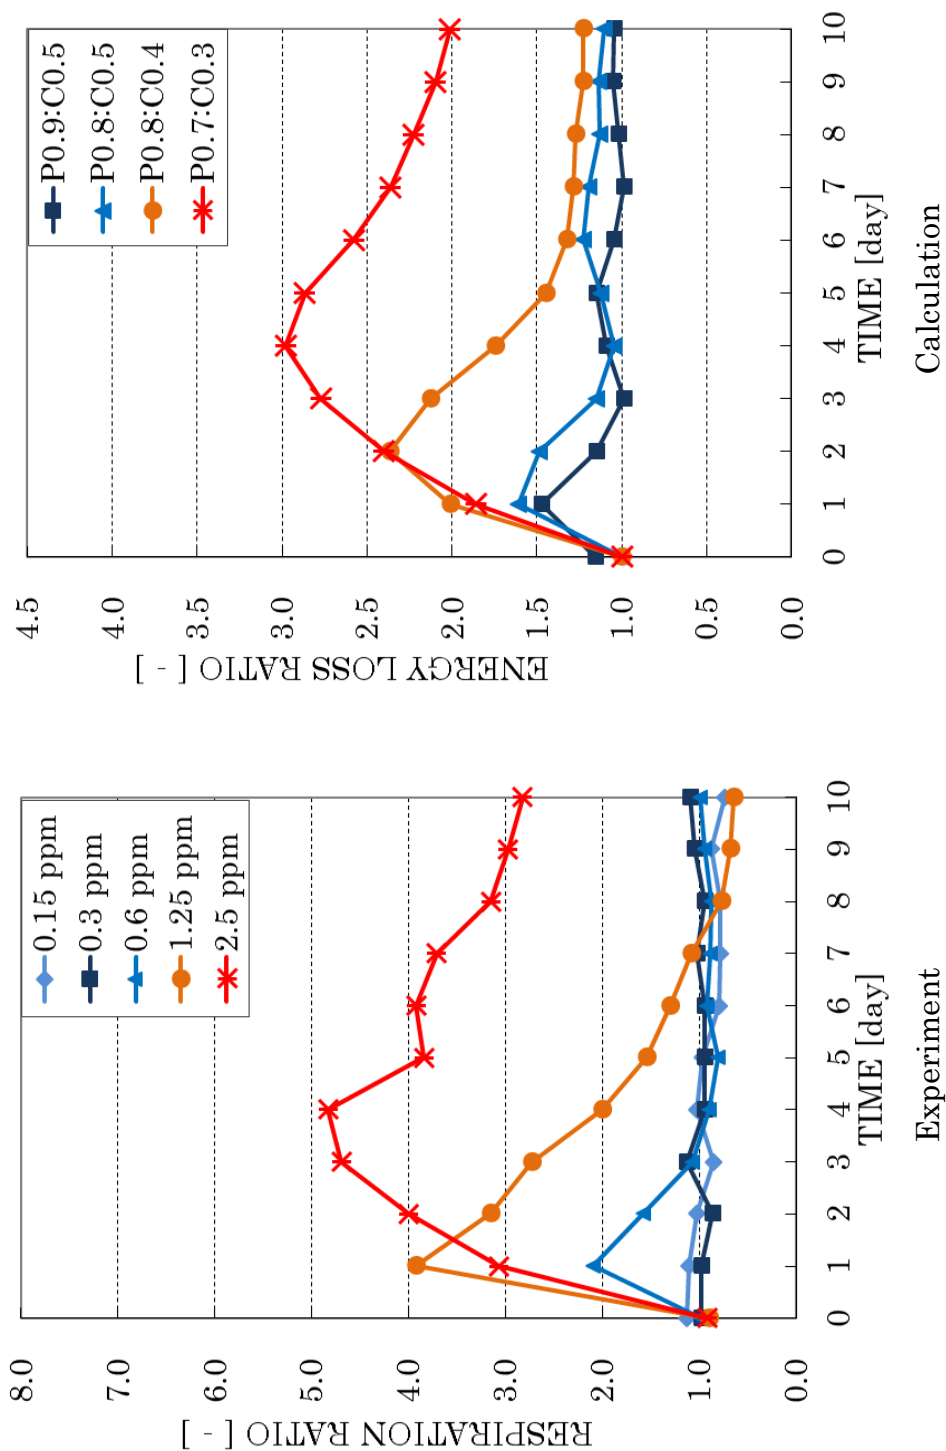 RESPIRATION RATIO [ - ]
8.0
7.0
6.0
5.0
4.0
3.0
2.0
1.0
0.0
0 1 2 3 4 5 6 7 8 9 10
TIME [day]
0.15 ppm
0.3 ppm
0.6 ppm
1.25 ppm
2.5 ppm
Experiment
ENERGY LOSS RATIO [ - ]
4.5
4.0
3.5
3.0
2.5
2.0
1.5
1.0
0.5
0.0
0 1 2 3 4 5 6 7 8 9 10
TIME [day]
P0.9:C0.5
P0.8:C0.5
P0.8:C0.4
P0.7:C0.3
Calculation